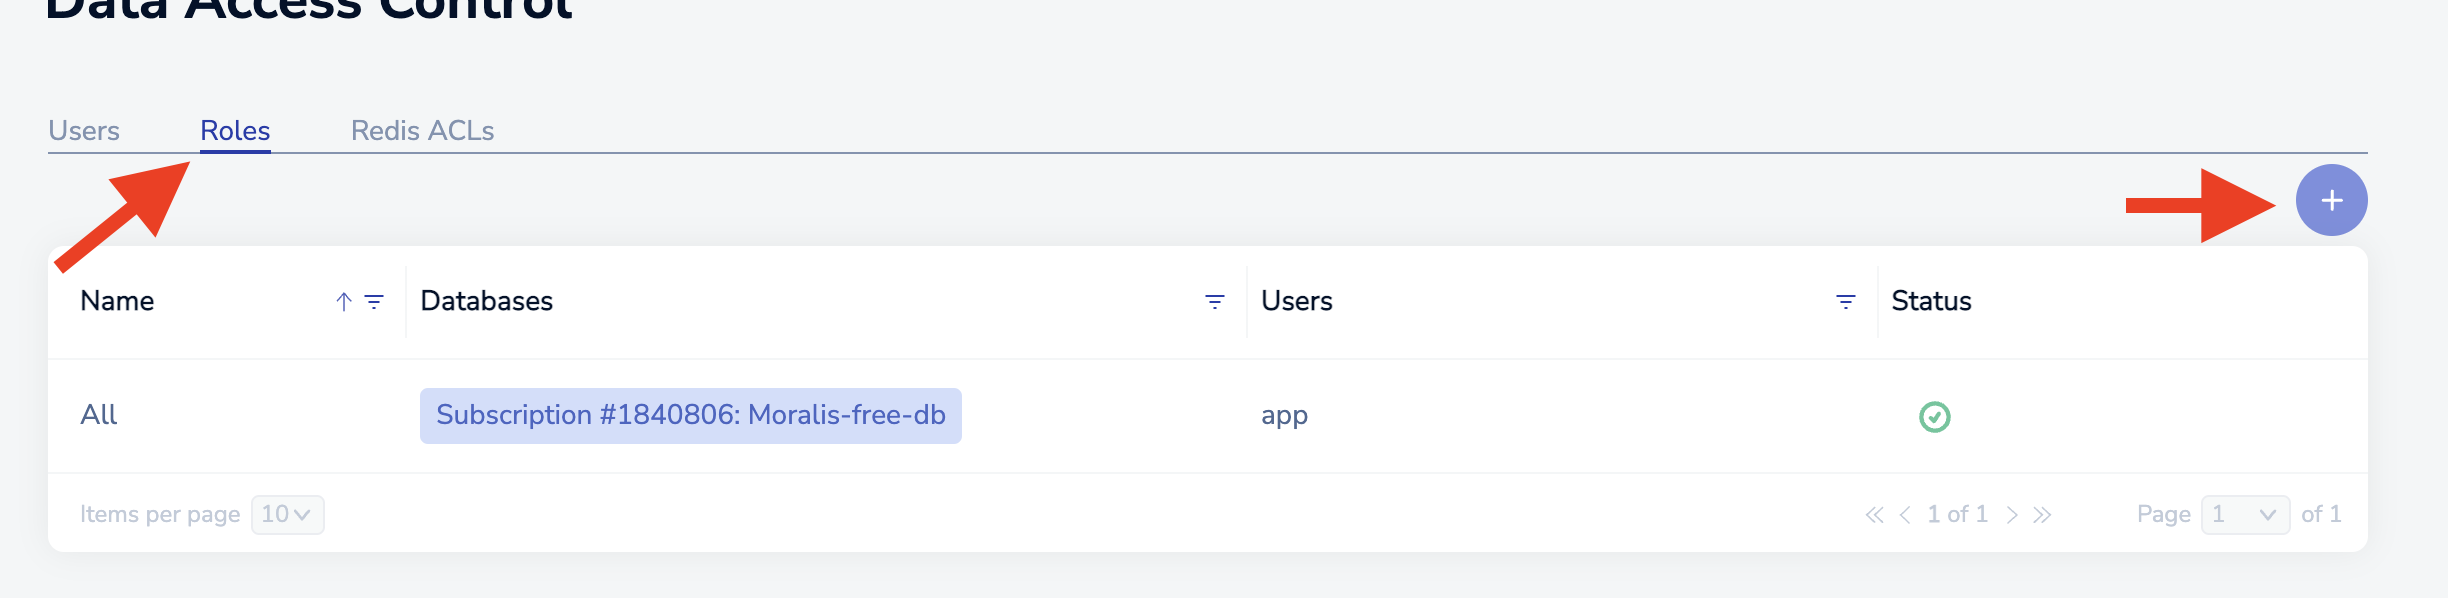 Data Access Control
Users Roles Redis ACLs
Name Databases Users Status
All Subscription #1840806: Moralis-free-db app
Items per page 10 1 of 1 Page 1 of 1